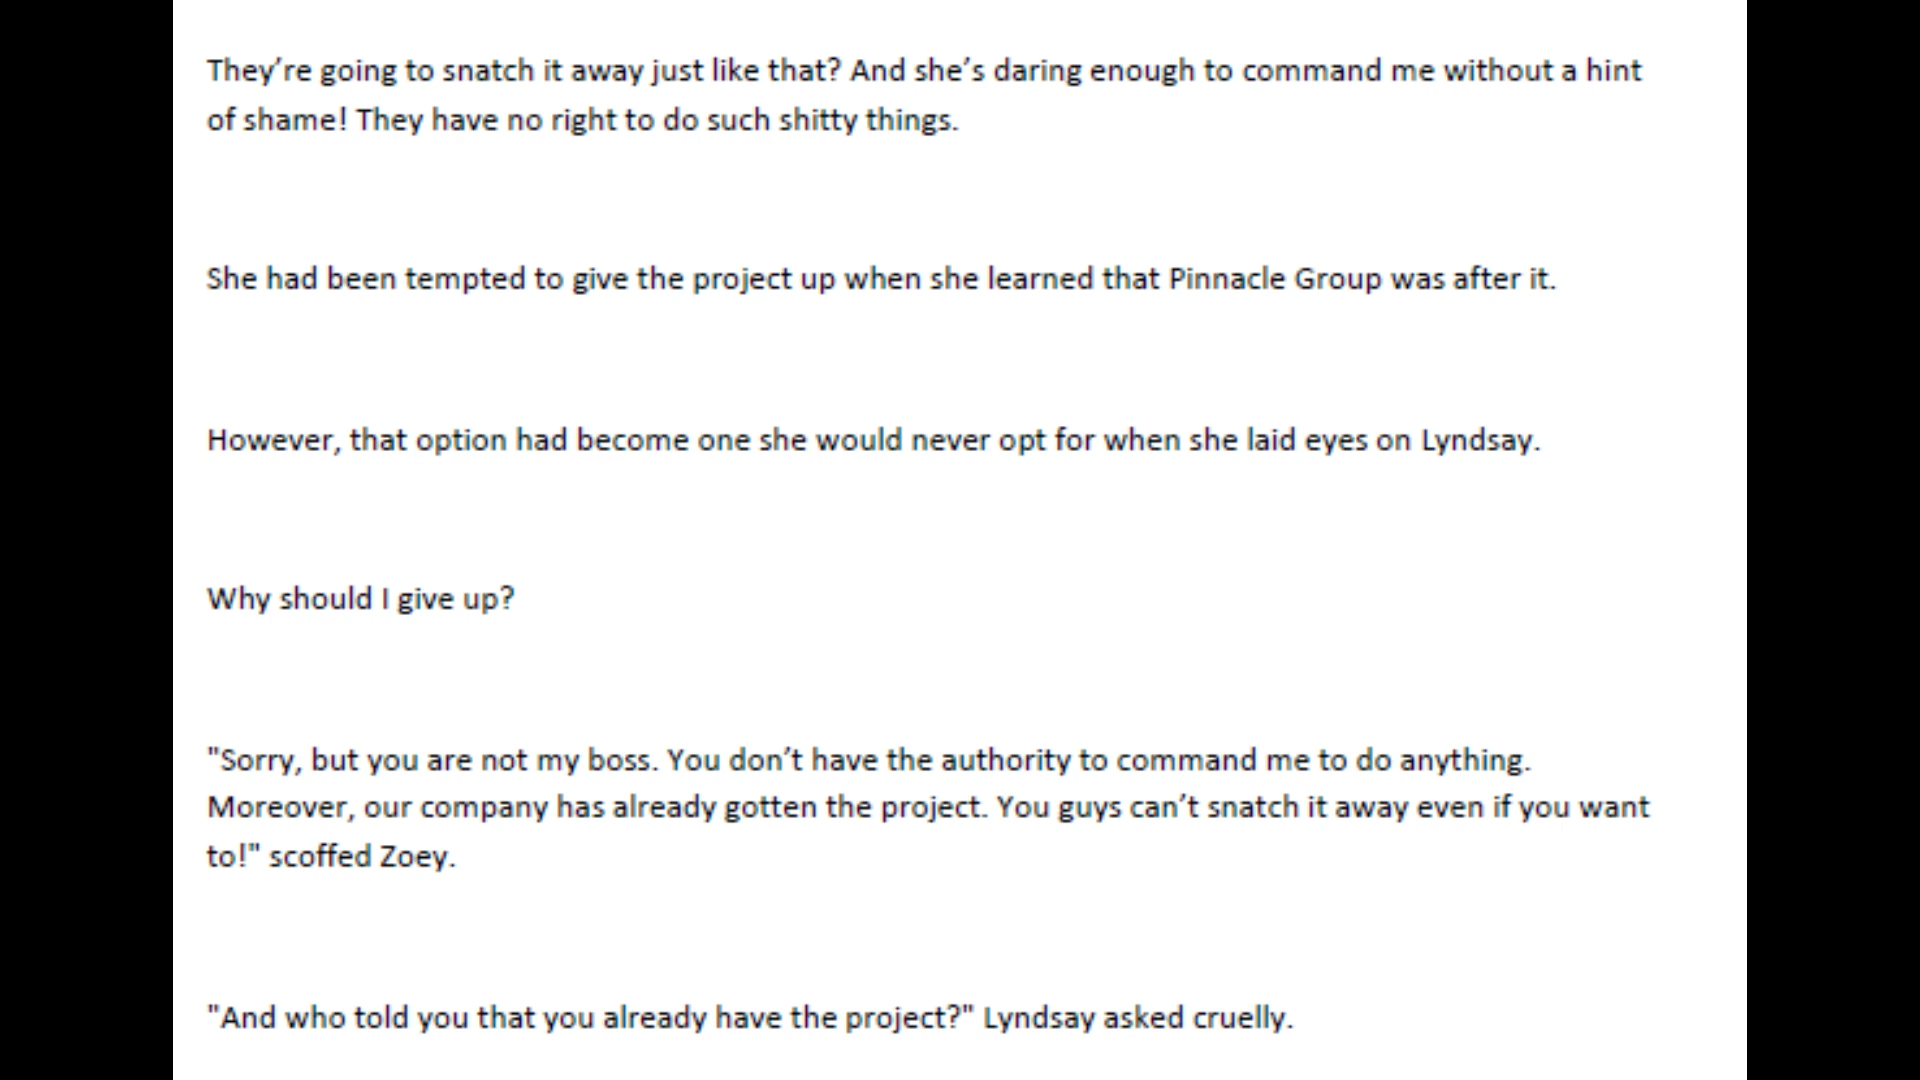 They’re going to snatch it away just like that? And she’s daring enough to command me without a hint
of shame! They have no right to do such shitty things.
She had been tempted to give the project up when she learned that Pinnacle Group was after it.
However, that option had become one she would never opt for when she laid eyes on Lyndsay.
Why should I give up?
"Sorry, but you are not my boss. You don’t have the authority to command me to do anything.
Moreover, our company has already gotten the project. You guys can’t snatch it away even if you want
to!" scoffed Zoey.
"And who told you that you already have the project?" Lyndsay asked cruelly.